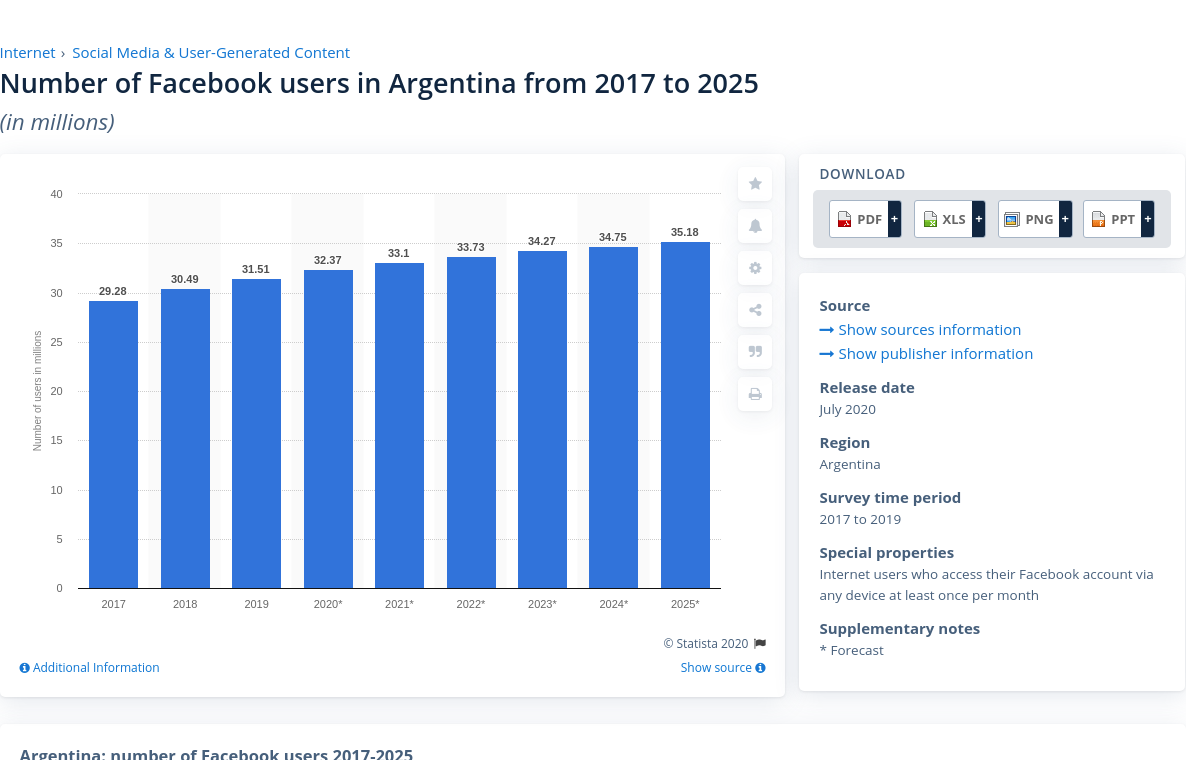 Internet › Social Media & User-Generated Content
Number of Facebook users in Argentina from 2017 to 2025
(in millions)
40
35
30
25
20
15
10
5
0
Number of users in millions
29.28
30.49
31.51
32.37
33.1
33.73
34.27
34.75
35.18
2017 2018 2019 2020* 2021* 2022* 2023* 2024* 2025*
© Statista 2020
Additional Information
Show source
DOWNLOAD
PDF + XLS + PNG + PPT +
Source
Show sources information
Show publisher information
Release date
July 2020
Region
Argentina
Survey time period
2017 to 2019
Special properties
Internet users who access their Facebook account via
any device at least once per month
Supplementary notes
* Forecast
Argentina: number of Facebook users 2017-2025